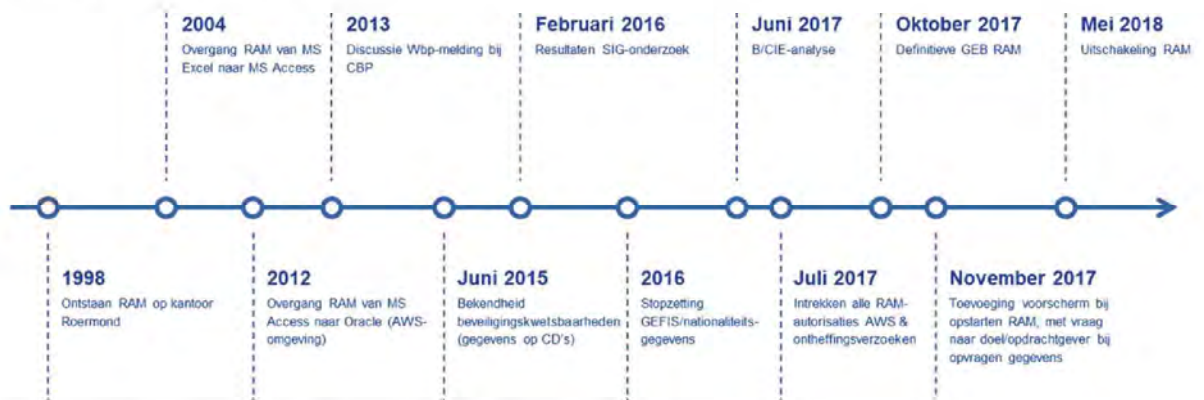 2004
Overgang RAM van MS
Excel naar MS Access
2013
Discussie Wbp-melding bij
CBP
Februari 2016
Resultaten SIG-onderzoek
Juni 2017
B/CIE-analyse
Oktober 2017
Definitieve GEB RAM
Mei 2018
Uitschakeling RAM
1998
Ontstaan RAM op kantoor
Roermond
2012
Overgang RAM van MS
Access naar Oracle (AWS-
omgeving)
Juni 2015
Bekendheid
beveiligingskwetsbaarheden
(gegevens op CD's)
2016
Stopzetting
GEFIS/nationaliteits-
gegevens
Juli 2017
Intrekken alle RAM-
autorisaties AWS &
ontheffingsverzoeken
November 2017
Toevoeging voorscherm bij
opstarten RAM, met vraag
naar doel/opdrachtgever bij
opvragen gegevens